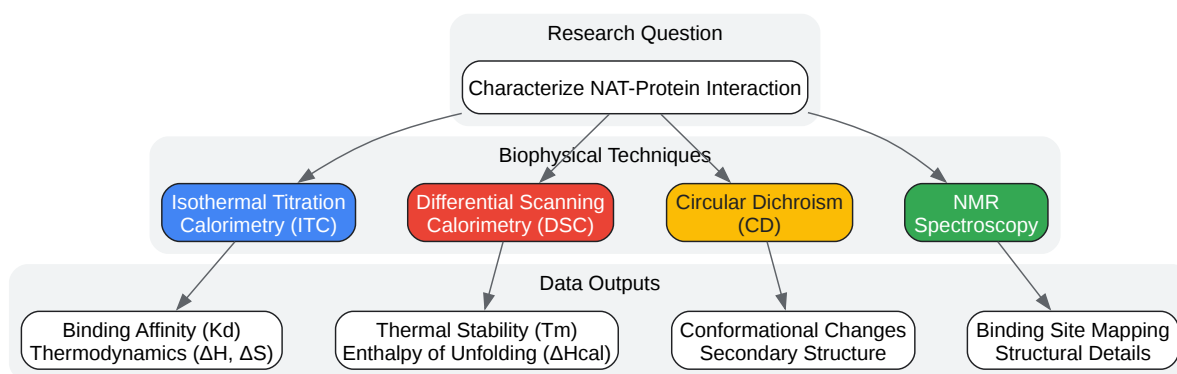 Research Question
Characterize NAT-Protein Interaction
Biophysical Techniques
Isothermal Titration
Calorimetry (ITC)
Differential Scanning
Calorimetry (DSC)
Circular Dichroism
(CD)
NMR
Spectroscopy
Data Outputs
Binding Affinity (Kd)
Thermodynamics (ΔH, ΔS)
Thermal Stability (Tm)
Enthalpy of Unfolding (ΔHcal)
Conformational Changes
Secondary Structure
Binding Site Mapping
Structural Details